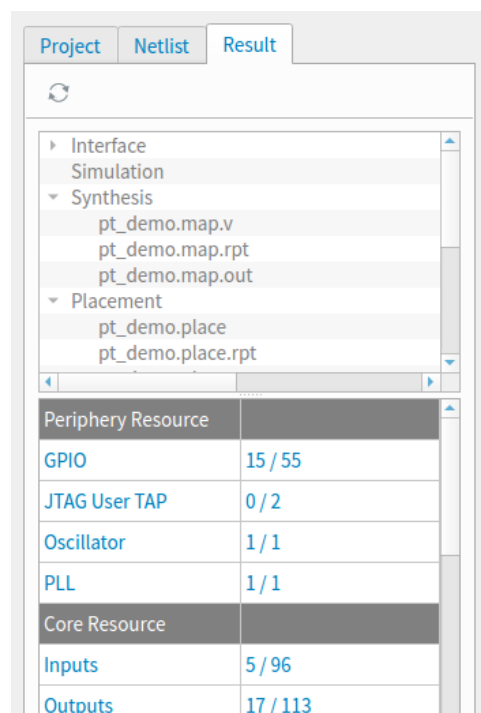 Project Netlist Result
Interface
Simulation
Synthesis
pt_demo.map.v
pt_demo.map.rpt
pt_demo.map.out
Placement
pt_demo.place
pt_demo.place.rpt
Periphery Resource
GPIO 15 / 55
JTAG User TAP 0 / 2
Oscillator 1 / 1
PLL 1 / 1
Core Resource
Inputs 5 / 96
Outputs 17 / 113